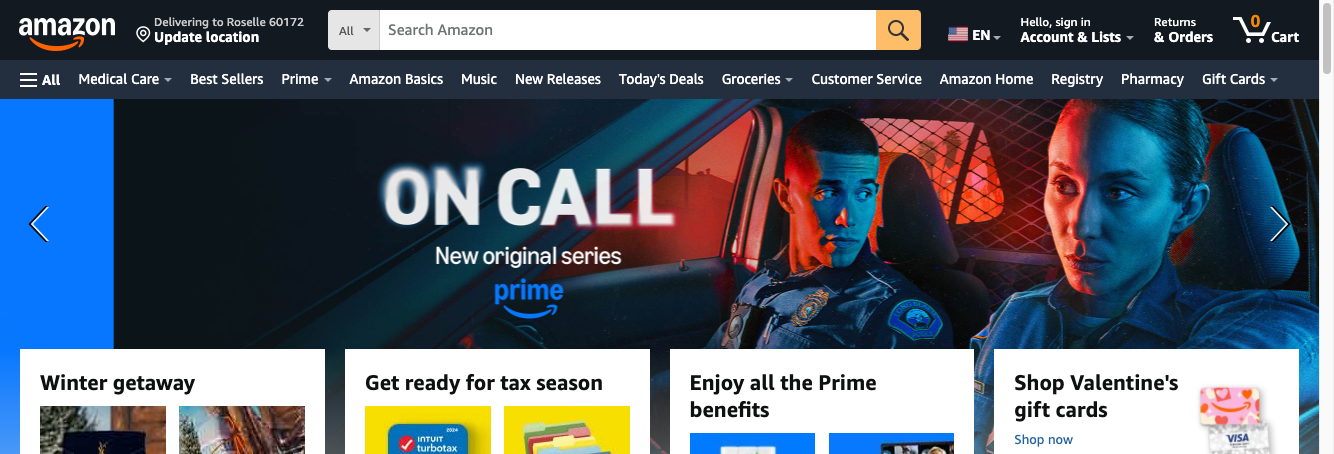 amazon
Delivering to Roselle 60172
Update location
All
Search Amazon
EN
Hello, sign in
Account & Lists
Returns
& Orders
0
Cart
All
Medical Care
Best Sellers
Prime
Amazon Basics
Music
New Releases
Today's Deals
Groceries
Customer Service
Amazon Home
Registry
Pharmacy
Gift Cards
ON CALL
New original series
prime
Winter getaway
Get ready for tax season
2024
INTUIT
turbotax
Enjoy all the Prime
benefits
Shop Valentine's
gift cards
Shop now
VISA